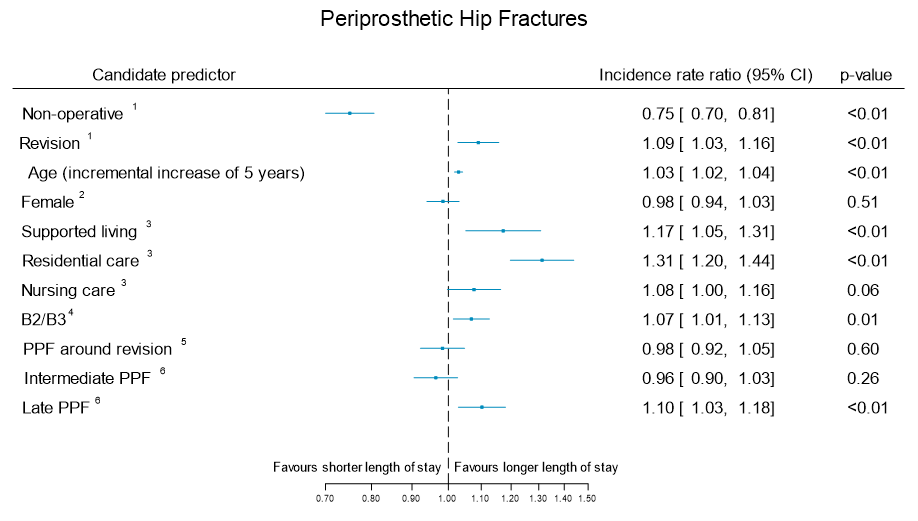 Periprosthetic Hip Fractures
Candidate predictor Incidence rate ratio (95% CI) p-value
Non-operative 1 0.75 [ 0.70, 0.81] <0.01
Revision 1 1.09 [ 1.03, 1.16] <0.01
Age (incremental increase of 5 years) 1.03 [ 1.02, 1.04] <0.01
Female 2 0.98 [ 0.94, 1.03] 0.51
Supported living 3 1.17 [ 1.05, 1.31] <0.01
Residential care 3 1.31 [ 1.20, 1.44] <0.01
Nursing care 3 1.08 [ 1.00, 1.16] 0.06
B2/B3 4 1.07 [ 1.01, 1.13] 0.01
PPF around revision 5 0.98 [ 0.92, 1.05] 0.60
Intermediate PPF 6 0.96 [ 0.90, 1.03] 0.26
Late PPF 6 1.10 [ 1.03, 1.18] <0.01
Favours shorter length of stay Favours longer length of stay
0.70 0.80 0.90 1.00 1.10 1.20 1.30 1.40 1.50